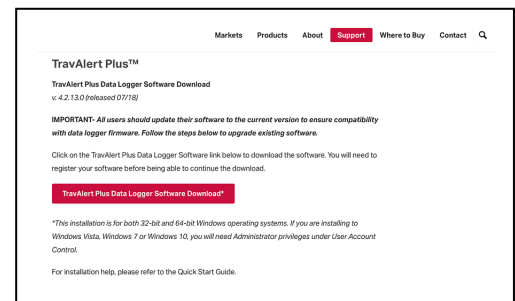 Markets Products About Support Where to Buy Contact
TravAlert Plus™
TravAlert Plus Data Logger Software Download
v. 4.2.13.0 (released 07/18)
IMPORTANT- All users should update their software to the current version to ensure compatibility
with data logger firmware. Follow the steps below to upgrade existing software.
Click on the TravAlert Plus Data Logger Software link below to download the software. You will need to
register your software before being able to continue the download.
TravAlert Plus Data Logger Software Download*
*This installation is for both 32-bit and 64-bit Windows operating systems. If you are installing to
Windows Vista, Windows 7 or Windows 10, you will need Administrator privileges under User Account
Control.
For installation help, please refer to the Quick Start Guide.